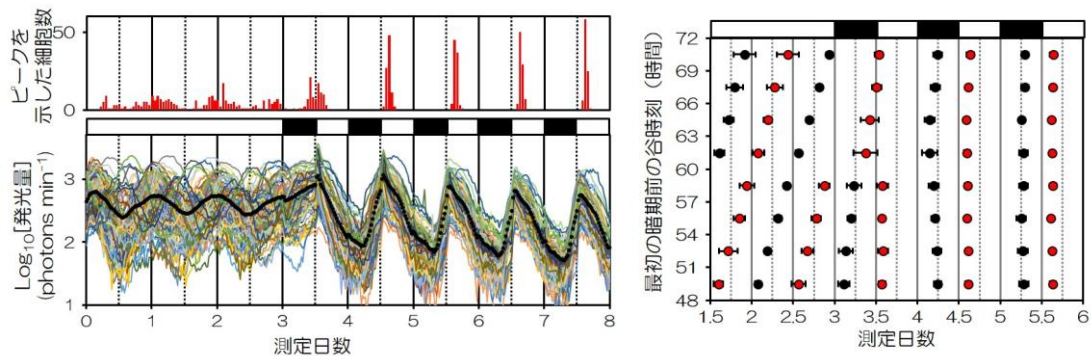 ピークを
示した細胞数
50
0
Log₁₀[発光量]
(photons min⁻¹)
3
2
1
0 1 2 3 4 5 6 7 8
測定日数
最初の暗期前の谷時刻（時間）
72
69
66
63
60
57
54
51
48
1.5 2 2.5 3 3.5 4 4.5 5 5.5 6
測定日数